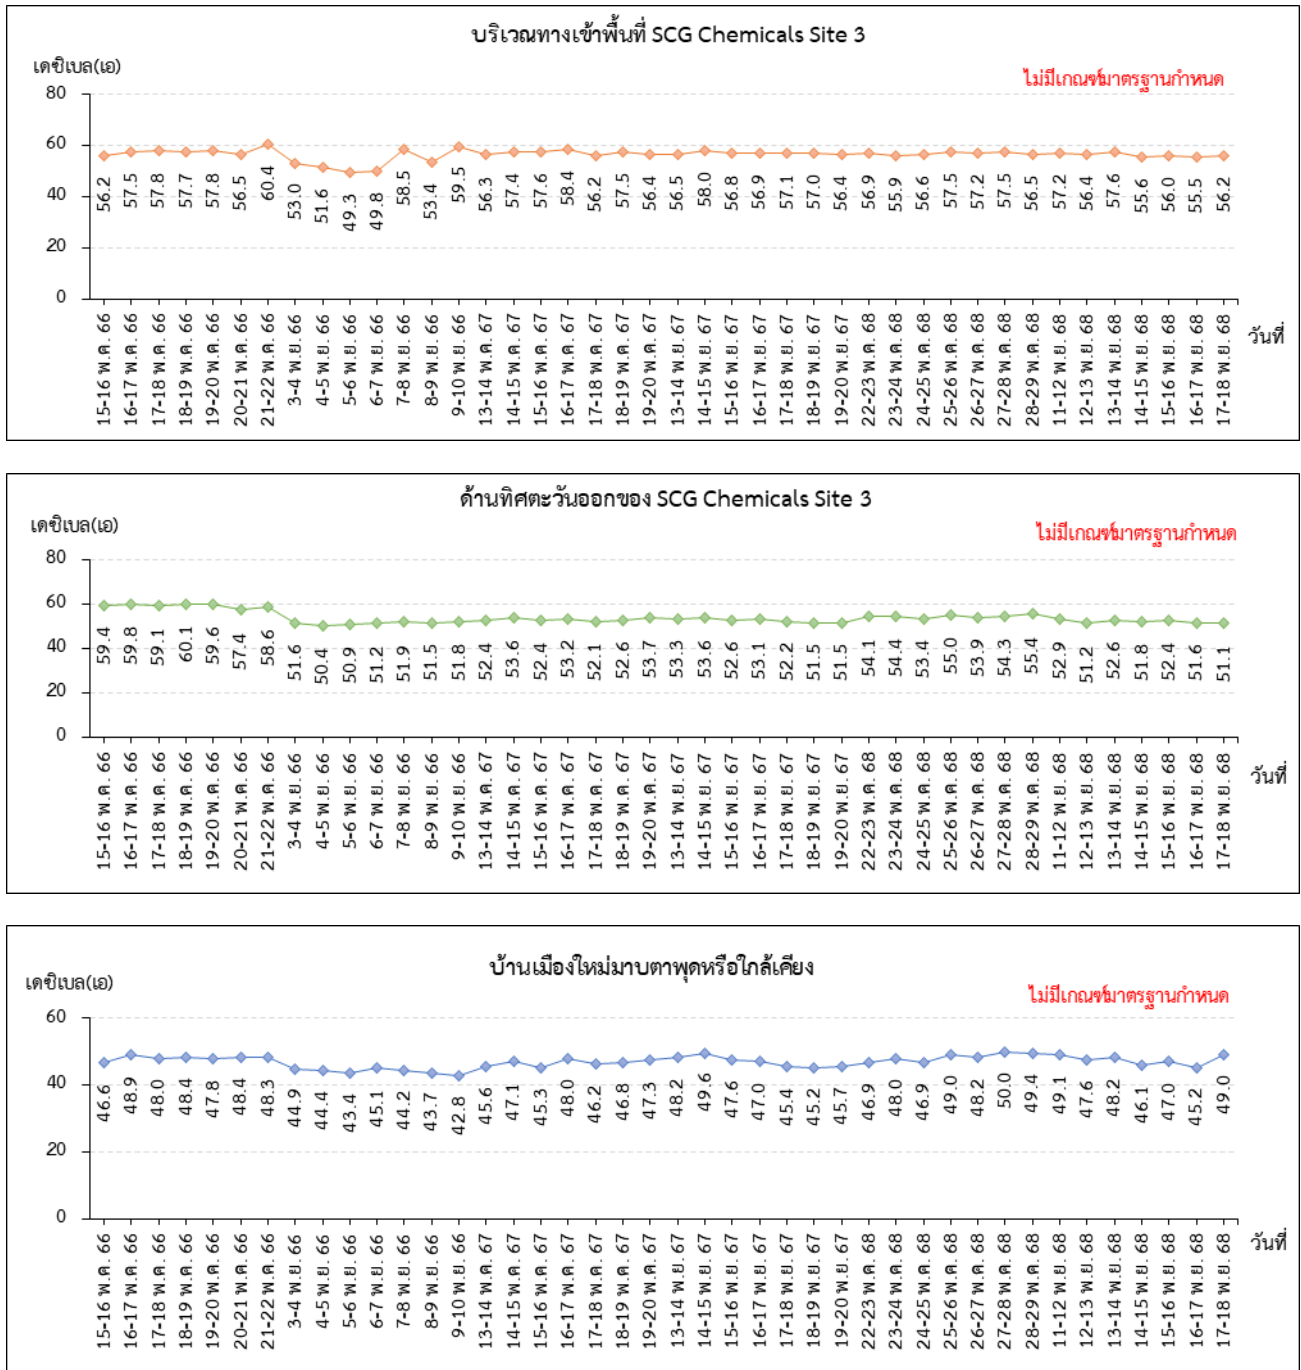 บริเวณทางเข้าพื้นที่ SCG Chemicals Site 3
เดซิเบล(เอ)
ไม่มีเกณฑ์มาตรฐานกำหนด
80
60
40
20
0
56.2 57.5 57.8 57.7 57.8 56.5 60.4 53.0 51.6 49.3 49.8 58.5 53.4 59.5 56.3 57.4 57.6 58.4 56.2 57.5 56.4 56.5 58.0 56.8 56.9 57.1 57.0 56.4 56.9 55.9 56.6 57.5 57.2 57.5 56.5 57.2 56.4 57.6 55.6 56.0 55.5 56.2
15-16 พ.ค. 66 16-17 พ.ค. 66 17-18 พ.ค. 66 18-19 พ.ค. 66 19-20 พ.ค. 66 20-21 พ.ค. 66 21-22 พ.ค. 66 3-4 พ.ย. 66 4-5 พ.ย. 66 5-6 พ.ย. 66 6-7 พ.ย. 66 7-8 พ.ย. 66 8-9 พ.ย. 66 9-10 พ.ย. 66 13-14 พ.ค. 67 14-15 พ.ค. 67 15-16 พ.ค. 67 16-17 พ.ค. 67 17-18 พ.ค. 67 18-19 พ.ค. 67 19-20 พ.ค. 67 13-14 พ.ย. 67 14-15 พ.ย. 67 15-16 พ.ย. 67 16-17 พ.ย. 67 17-18 พ.ย. 67 18-19 พ.ย. 67 19-20 พ.ย. 67 22-23 พ.ค. 68 23-24 พ.ค. 68 24-25 พ.ค. 68 25-26 พ.ค. 68 26-27 พ.ค. 68 27-28 พ.ค. 68 28-29 พ.ค. 68 11-12 พ.ย. 68 12-13 พ.ย. 68 13-14 พ.ย. 68 14-15 พ.ย. 68 15-16 พ.ย. 68 16-17 พ.ย. 68 17-18 พ.ย. 68
วันที่
ด้านทิศตะวันออกของ SCG Chemicals Site 3
เดซิเบล(เอ)
ไม่มีเกณฑ์มาตรฐานกำหนด
80
60
40
20
0
59.4 59.8 59.1 60.1 59.6 57.4 58.6 51.6 50.4 50.9 51.2 51.9 51.5 51.8 52.4 53.6 52.4 53.2 52.1 52.6 53.7 53.3 53.6 52.6 53.1 52.2 51.5 51.5 54.1 54.4 53.4 55.0 53.9 54.3 55.4 52.9 51.2 52.6 51.8 52.4 51.6 51.1
15-16 พ.ค. 66 16-17 พ.ค. 66 17-18 พ.ค. 66 18-19 พ.ค. 66 19-20 พ.ค. 66 20-21 พ.ค. 66 21-22 พ.ค. 66 3-4 พ.ย. 66 4-5 พ.ย. 66 5-6 พ.ย. 66 6-7 พ.ย. 66 7-8 พ.ย. 66 8-9 พ.ย. 66 9-10 พ.ย. 66 13-14 พ.ค. 67 14-15 พ.ค. 67 15-16 พ.ค. 67 16-17 พ.ค. 67 17-18 พ.ค. 67 18-19 พ.ค. 67 19-20 พ.ค. 67 13-14 พ.ย. 67 14-15 พ.ย. 67 15-16 พ.ย. 67 16-17 พ.ย. 67 17-18 พ.ย. 67 18-19 พ.ย. 67 19-20 พ.ย. 67 22-23 พ.ค. 68 23-24 พ.ค. 68 24-25 พ.ค. 68 25-26 พ.ค. 68 26-27 พ.ค. 68 27-28 พ.ค. 68 28-29 พ.ค. 68 11-12 พ.ย. 68 12-13 พ.ย. 68 13-14 พ.ย. 68 14-15 พ.ย. 68 15-16 พ.ย. 68 16-17 พ.ย. 68 17-18 พ.ย. 68
วันที่
บ้านเมืองใหม่มาบตาพุดหรือใกล้เคียง
เดซิเบล(เอ)
ไม่มีเกณฑ์มาตรฐานกำหนด
60
40
20
0
46.6 48.9 48.0 48.4 47.8 48.4 48.3 44.9 44.4 43.4 45.1 44.2 43.7 42.8 45.6 47.1 45.3 48.0 46.2 46.8 47.3 48.2 49.6 47.6 47.0 45.4 45.2 45.7 46.9 48.0 46.9 49.0 48.2 50.0 49.4 49.1 47.6 48.2 46.1 47.0 45.2 49.0
15-16 พ.ค. 66 16-17 พ.ค. 66 17-18 พ.ค. 66 18-19 พ.ค. 66 19-20 พ.ค. 66 20-21 พ.ค. 66 21-22 พ.ค. 66 3-4 พ.ย. 66 4-5 พ.ย. 66 5-6 พ.ย. 66 6-7 พ.ย. 66 7-8 พ.ย. 66 8-9 พ.ย. 66 9-10 พ.ย. 66 13-14 พ.ค. 67 14-15 พ.ค. 67 15-16 พ.ค. 67 16-17 พ.ค. 67 17-18 พ.ค. 67 18-19 พ.ค. 67 19-20 พ.ค. 67 13-14 พ.ย. 67 14-15 พ.ย. 67 15-16 พ.ย. 67 16-17 พ.ย. 67 17-18 พ.ย. 67 18-19 พ.ย. 67 19-20 พ.ย. 67 22-23 พ.ค. 68 23-24 พ.ค. 68 24-25 พ.ค. 68 25-26 พ.ค. 68 26-27 พ.ค. 68 27-28 พ.ค. 68 28-29 พ.ค. 68 11-12 พ.ย. 68 12-13 พ.ย. 68 13-14 พ.ย. 68 14-15 พ.ย. 68 15-16 พ.ย. 68 16-17 พ.ย. 68 17-18 พ.ย. 68
วันที่